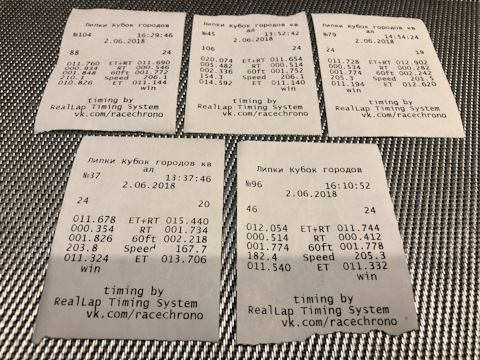 Липки Кубок городов кв
ал
№104 16:29:46
2.06.2018
88 24
011.760 ET+RT 011.690
000.934 RT 000.546
001.848 60ft 001.772
210.1 Speed 206.1
010.826 ET 011.144
win
timing by
RealLap Timing System
vk.com/racechrono
Липки Кубок городов кв
ал
№45 13:52:42
2.06.2018
106 24
020.074 ET+RT 011.654
005.482 RT 000.514
002.336 60ft 001.752
154.3 Speed 206.1
014.592 ET 011.140
win
timing by
RealLap Timing System
vk.com/racechrono
Липки Кубок городов кв
ал
№79 14:54:24
2.06.2018
24 19
011.728 ET+RT 012.902
000.534 RT 000.282
001.774 60ft 002.242
205.3 Speed 201.5
011.194 ET 012.620
win
timing by
RealLap Timing System
vk.com/racechrono
Липки Кубок городов кв
ал
№37 13:37:46
2.06.2018
24 20
011.678 ET+RT 015.440
000.354 RT 001.734
001.826 60ft 002.218
203.8 Speed 167.7
011.324 ET 013.706
win
timing by
RealLap Timing System
vk.com/racechrono
Липки Кубок городов
№96 16:10:52
2.06.2018
46 24
012.054 ET+RT 011.744
000.514 RT 000.412
001.774 60ft 001.778
182.4 Speed 205.3
011.540 ET 011.332
win
timing by
RealLap Timing System
vk.com/racechrono